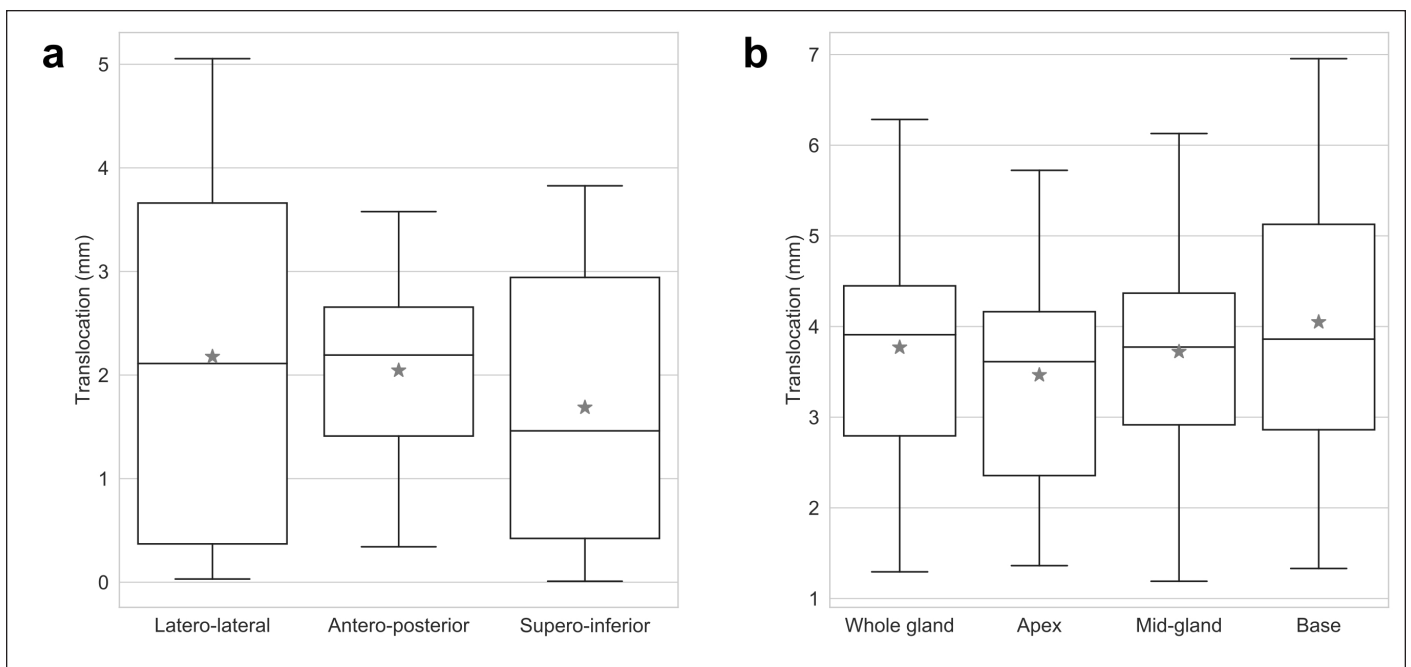 a
5
4
3
2
1
0
Translocation (mm)
Latero-lateral Antero-posterior Supero-inferior
b
7
6
5
4
3
2
1
Translocation (mm)
Whole gland Apex Mid-gland Base